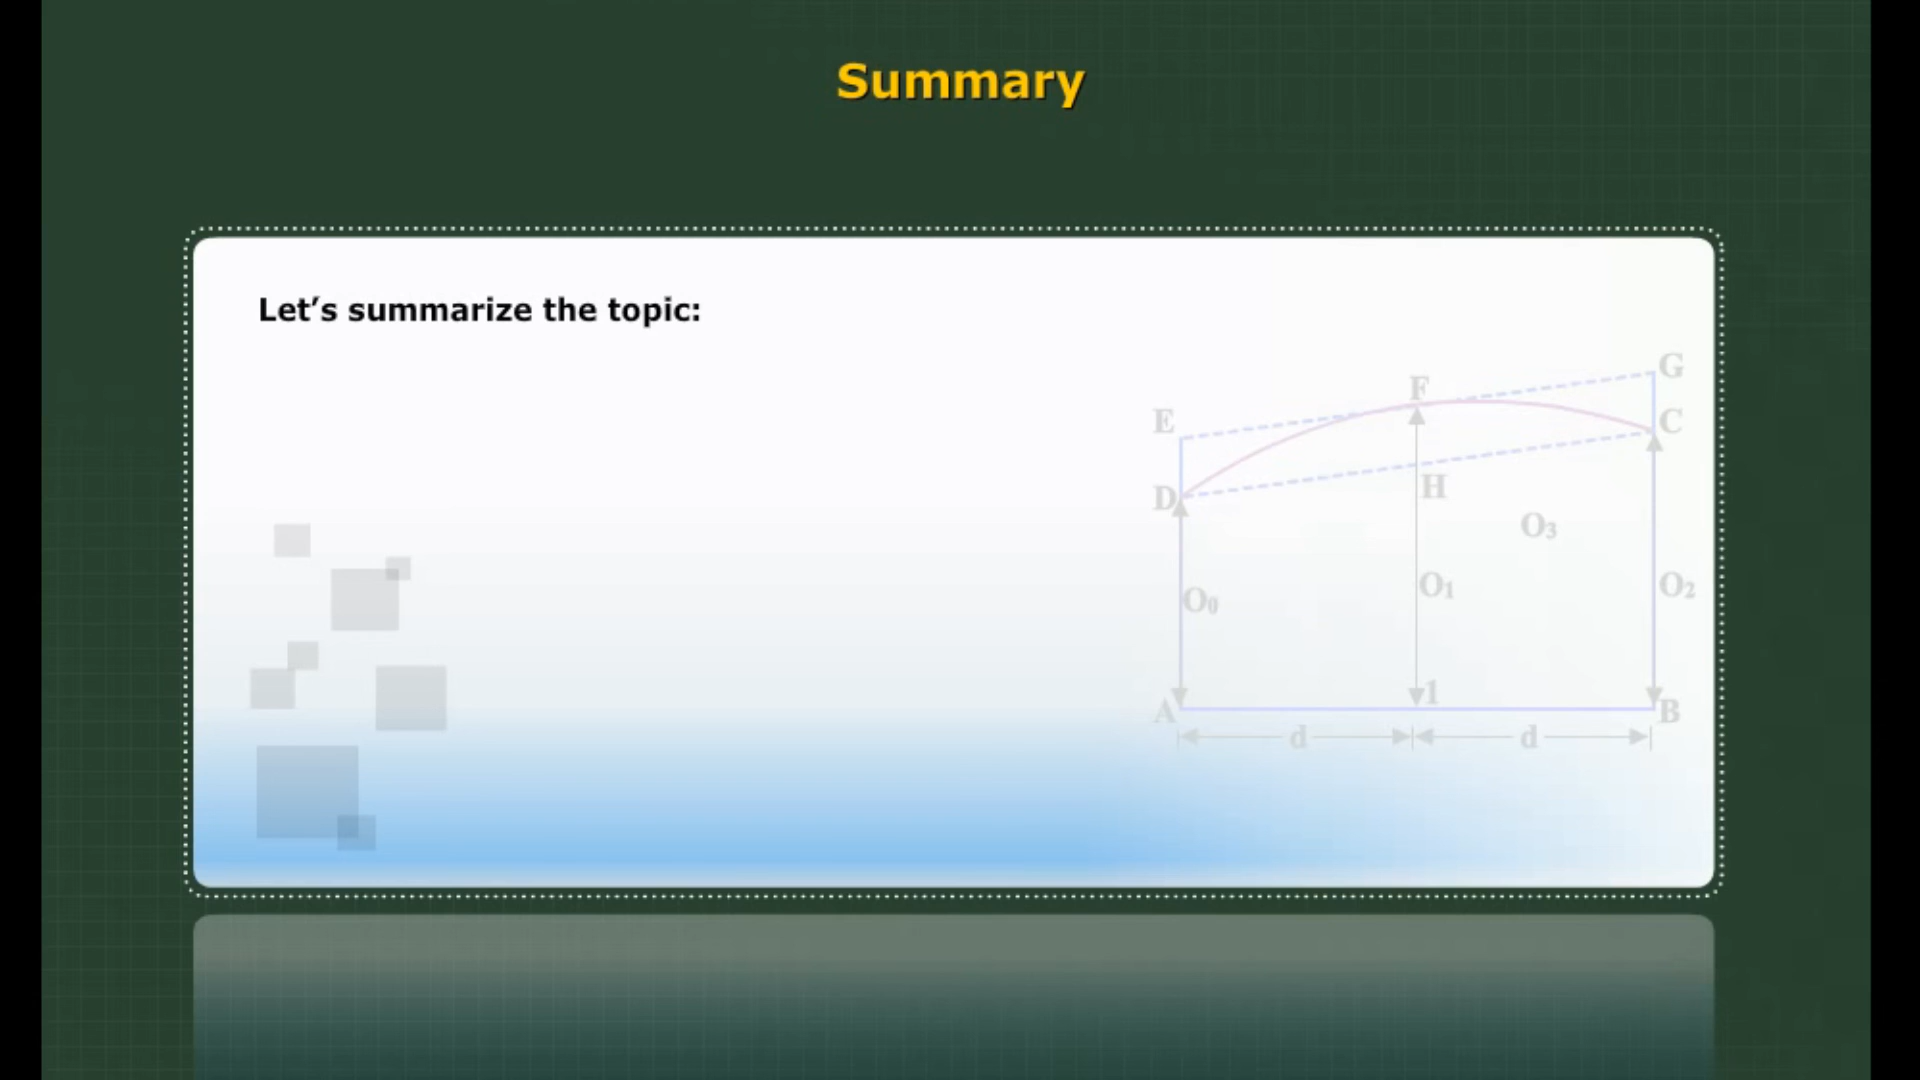 Summary
Let’s summarize the topic:
G
F
E
C
D
H
O3
O0
O1
O2
A
1
B
d
d